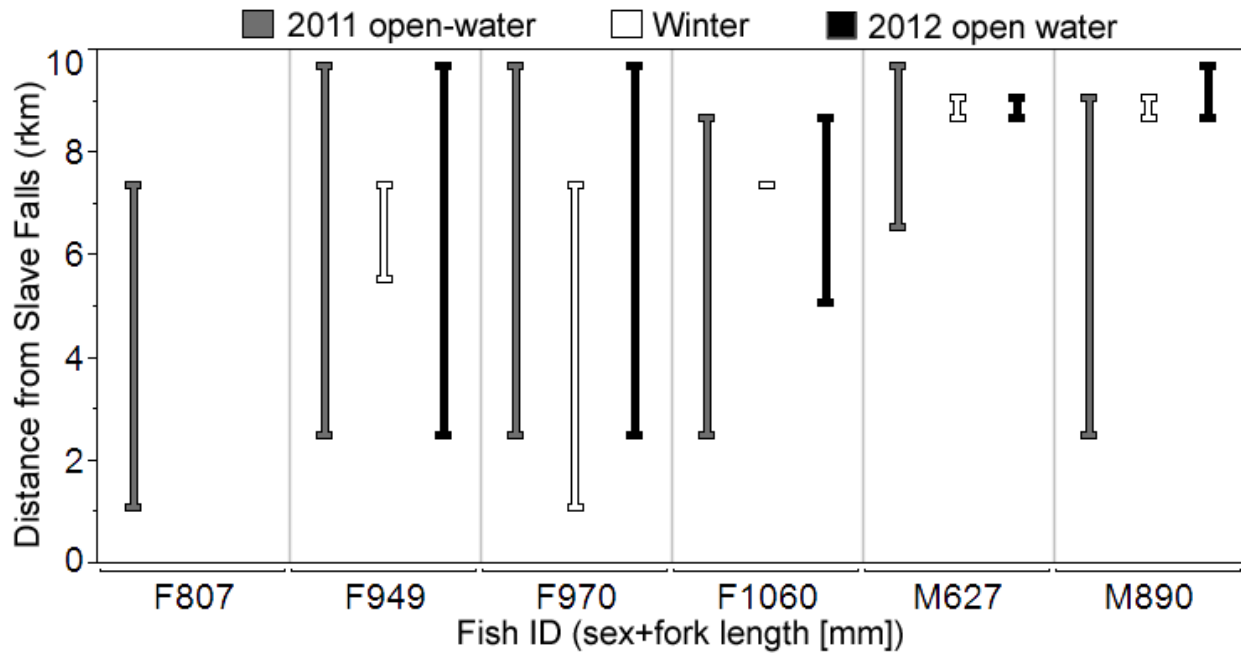 2011 open-water Winter 2012 open water
Distance from Slave Falls (rkm)
10
8
6
4
2
0
F807 F949 F970 F1060 M627 M890
Fish ID (sex+fork length [mm])